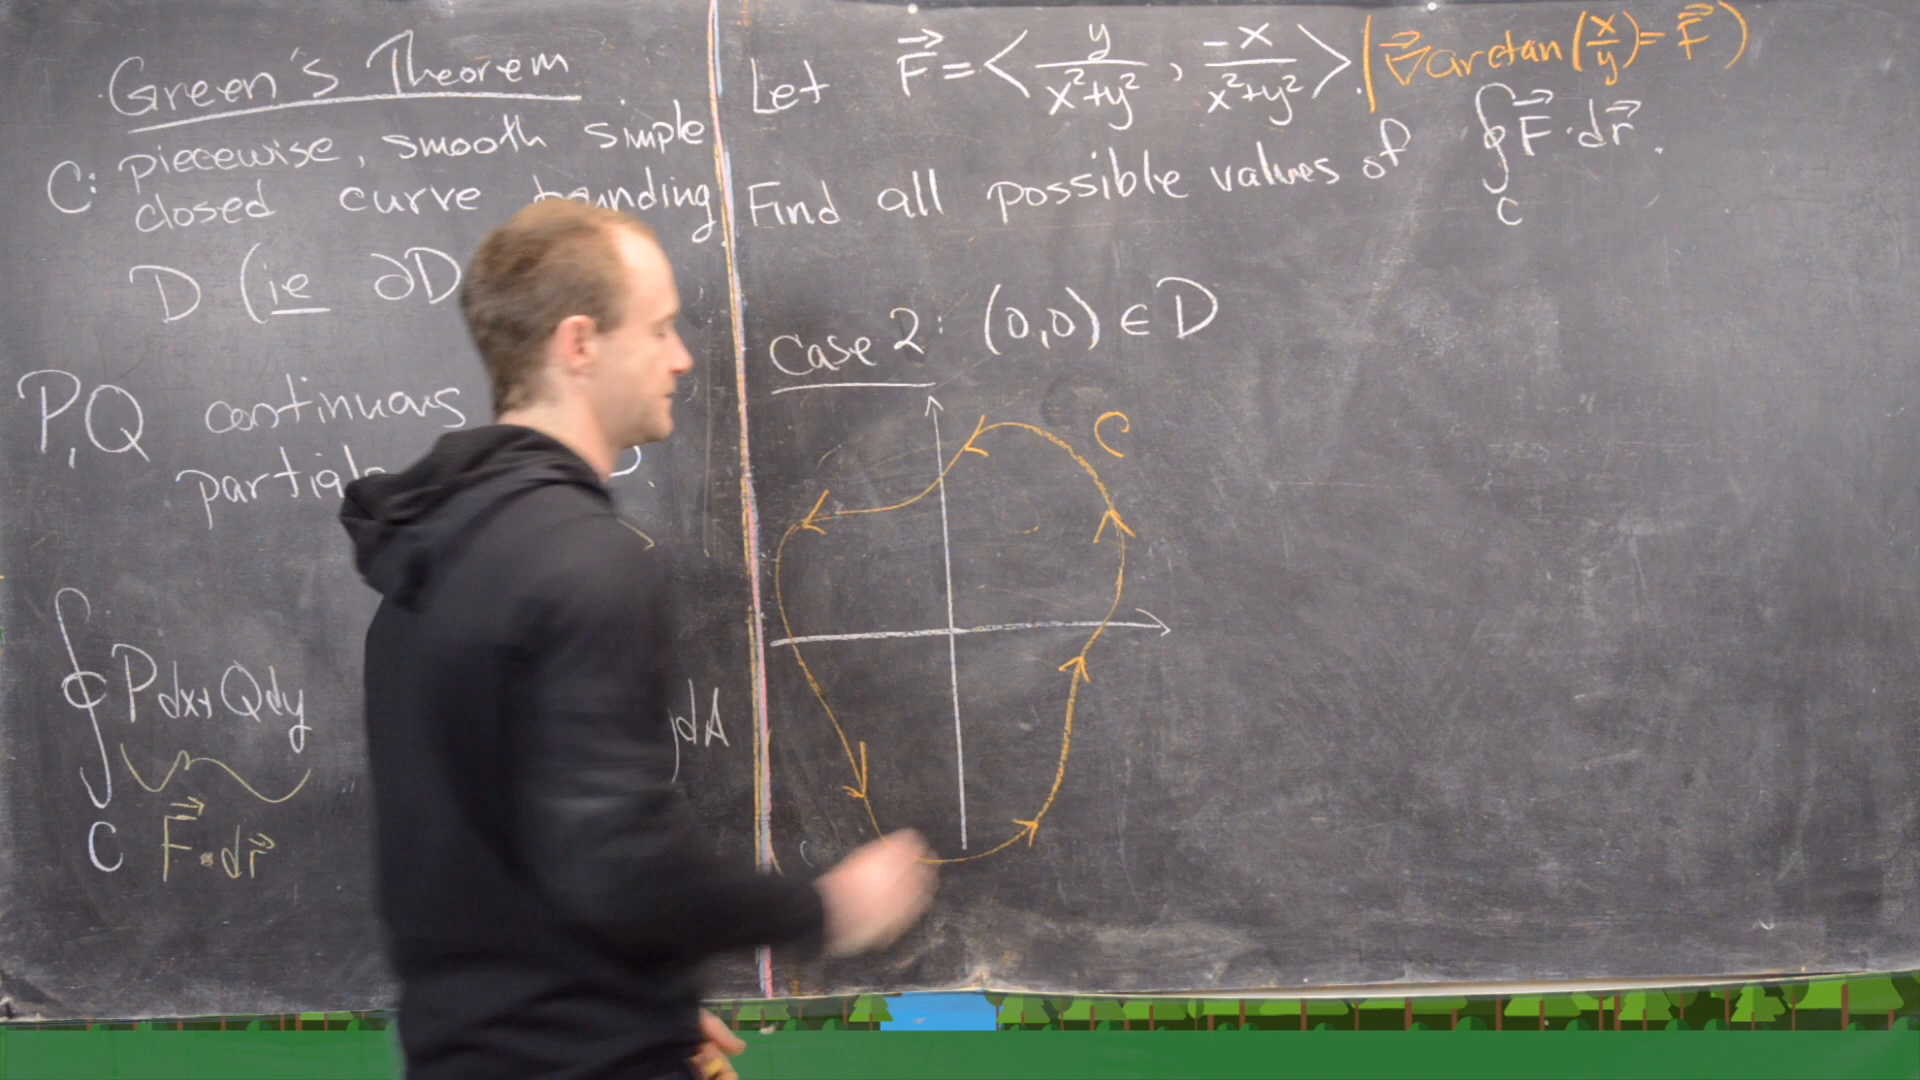 Green's Theorem
C: piecewise, smooth simple
closed curve bounding
D (ie ∂D
P,Q continuous
partials
∮ Pdx+Qdy
dA
C F⃗·dr⃗
Let F⃗ = < y/(x²+y²), -x/(x²+y²) >. (∇⃗arctan(x/y) = F⃗)
Find all possible values of ∮_C F⃗·dr⃗.
Case 2: (0,0) ∈ D
C